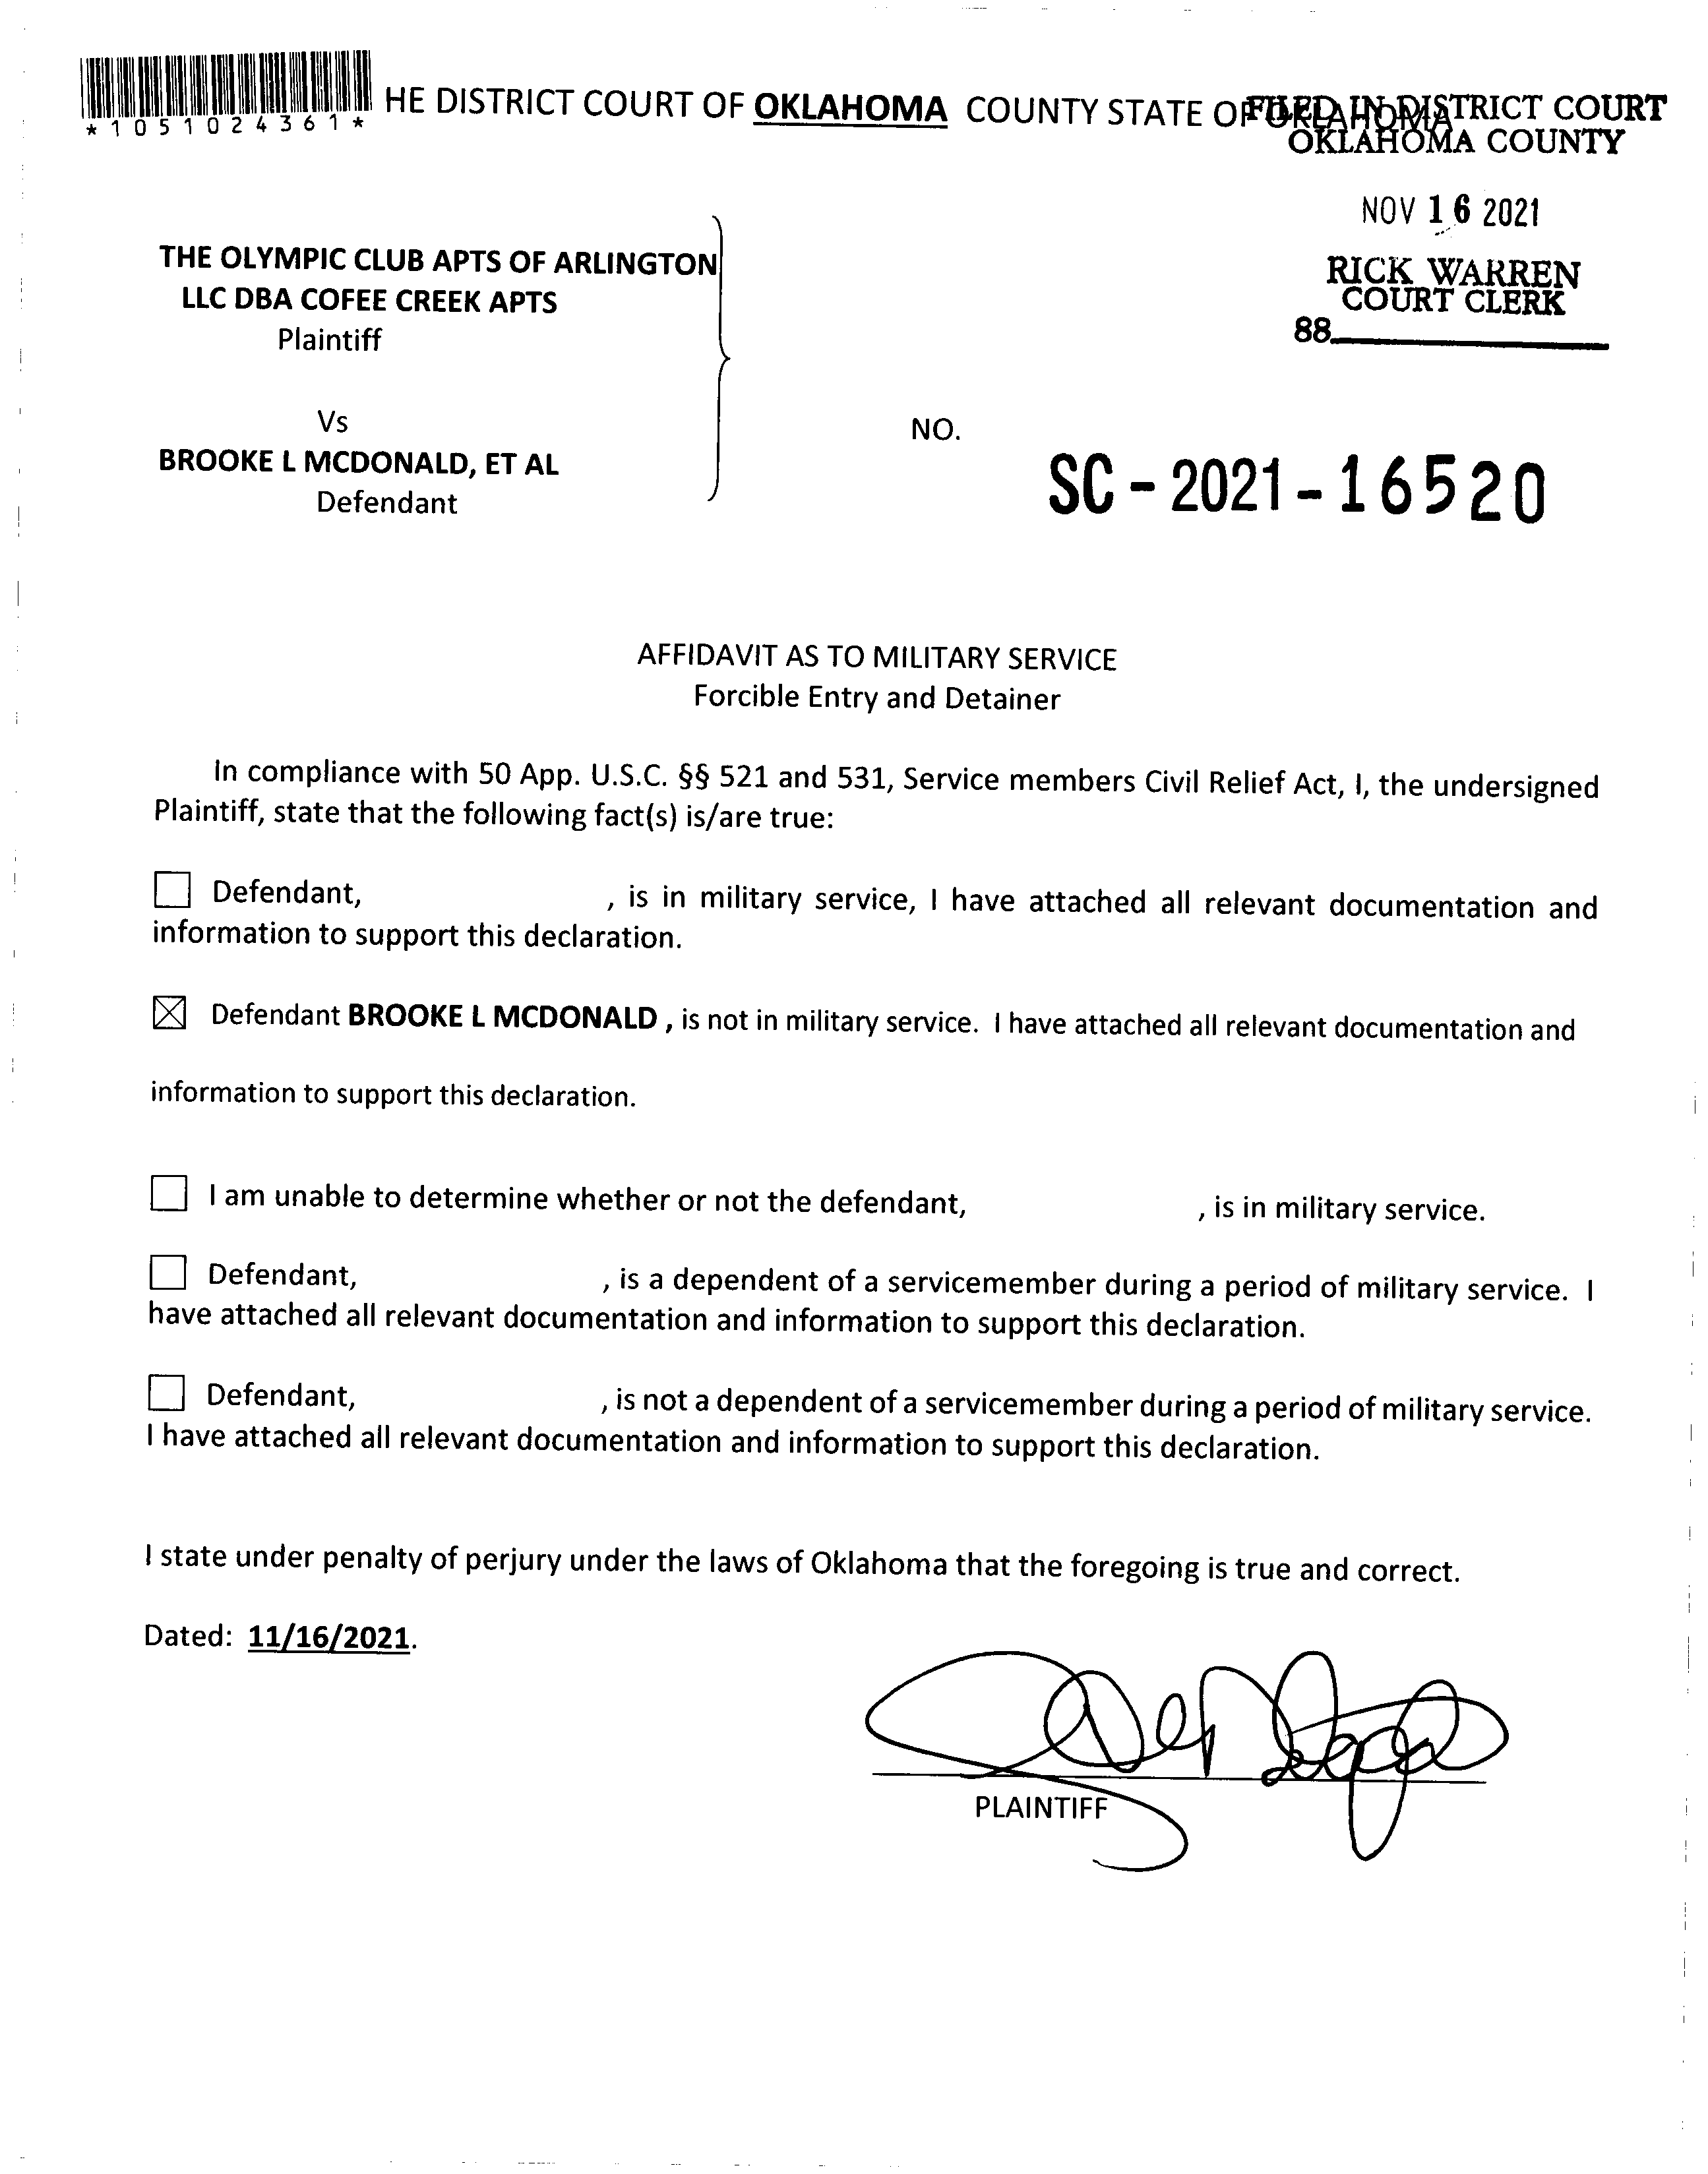 *1051024361*
HE DISTRICT COURT OF OKLAHOMA COUNTY STATE OF OKLAHOMA
FILED IN DISTRICT COURT
OKLAHOMA COUNTY
NOV 16 2021
RICK WARREN
COURT CLERK
88
THE OLYMPIC CLUB APTS OF ARLINGTON
LLC DBA COFEE CREEK APTS
Plaintiff
Vs
BROOKE L MCDONALD, ET AL
Defendant
NO.
SC-2021-16520
AFFIDAVIT AS TO MILITARY SERVICE
Forcible Entry and Detainer
In compliance with 50 App. U.S.C. §§ 521 and 531, Service members Civil Relief Act, I, the undersigned
Plaintiff, state that the following fact(s) is/are true:
Defendant, , is in military service, I have attached all relevant documentation and
information to support this declaration.
Defendant BROOKE L MCDONALD , is not in military service. I have attached all relevant documentation and
information to support this declaration.
I am unable to determine whether or not the defendant, , is in military service.
Defendant, , is a dependent of a servicemember during a period of military service. I
have attached all relevant documentation and information to support this declaration.
Defendant, , is not a dependent of a servicemember during a period of military service.
I have attached all relevant documentation and information to support this declaration.
I state under penalty of perjury under the laws of Oklahoma that the foregoing is true and correct.
Dated: 11/16/2021.
PLAINTIFF